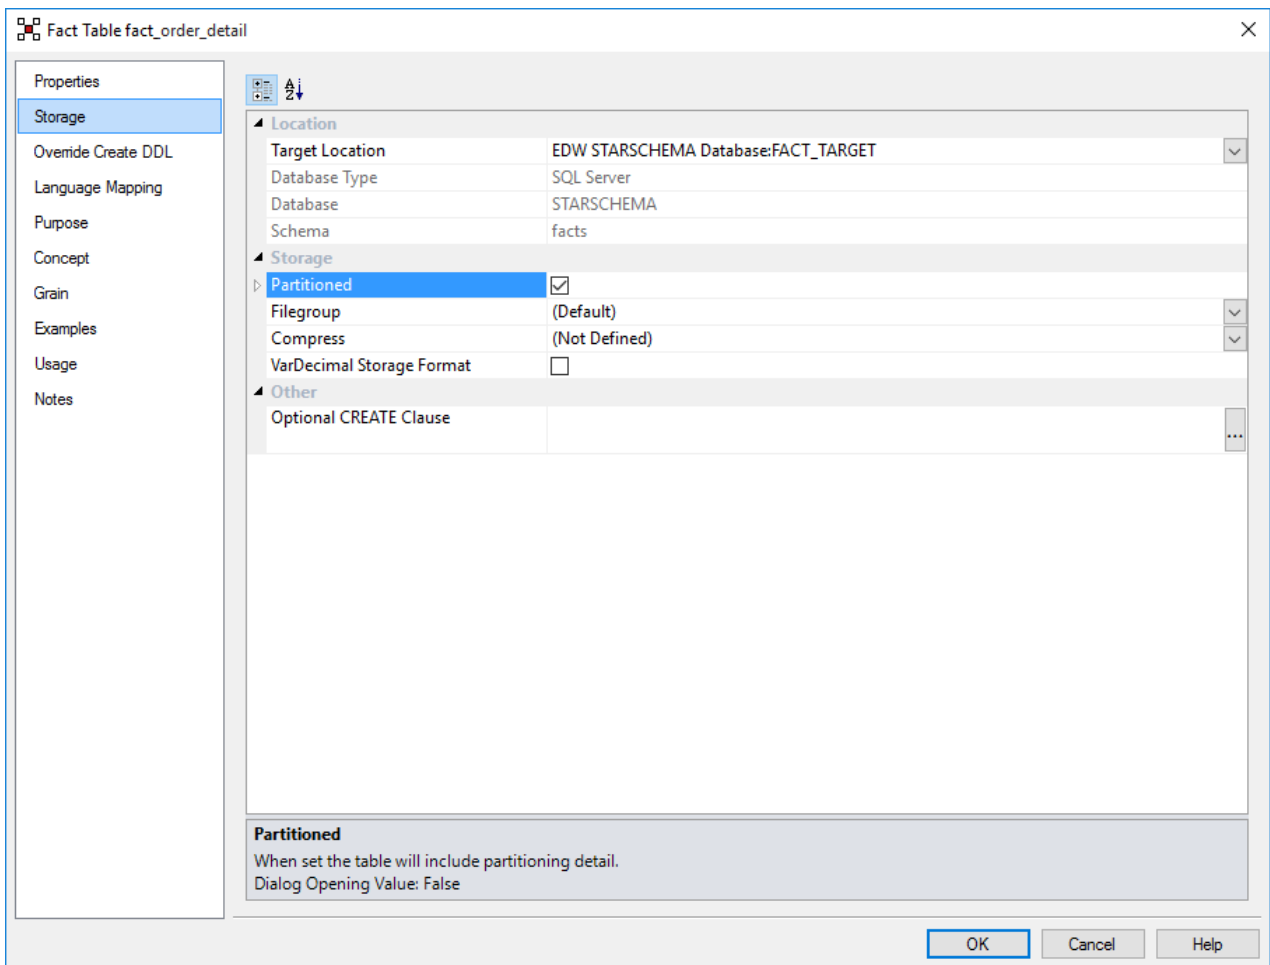 Fact Table fact_order_detail
Properties
Storage
Override Create DDL
Language Mapping
Purpose
Concept
Grain
Examples
Usage
Notes
Location
Target Location EDW STARSCHEMA Database:FACT_TARGET
Database Type SQL Server
Database STARSCHEMA
Schema facts
Storage
Partitioned
Filegroup (Default)
Compress (Not Defined)
VarDecimal Storage Format
Other
Optional CREATE Clause
...
Partitioned
When set the table will include partitioning detail.
Dialog Opening Value: False
OK Cancel Help